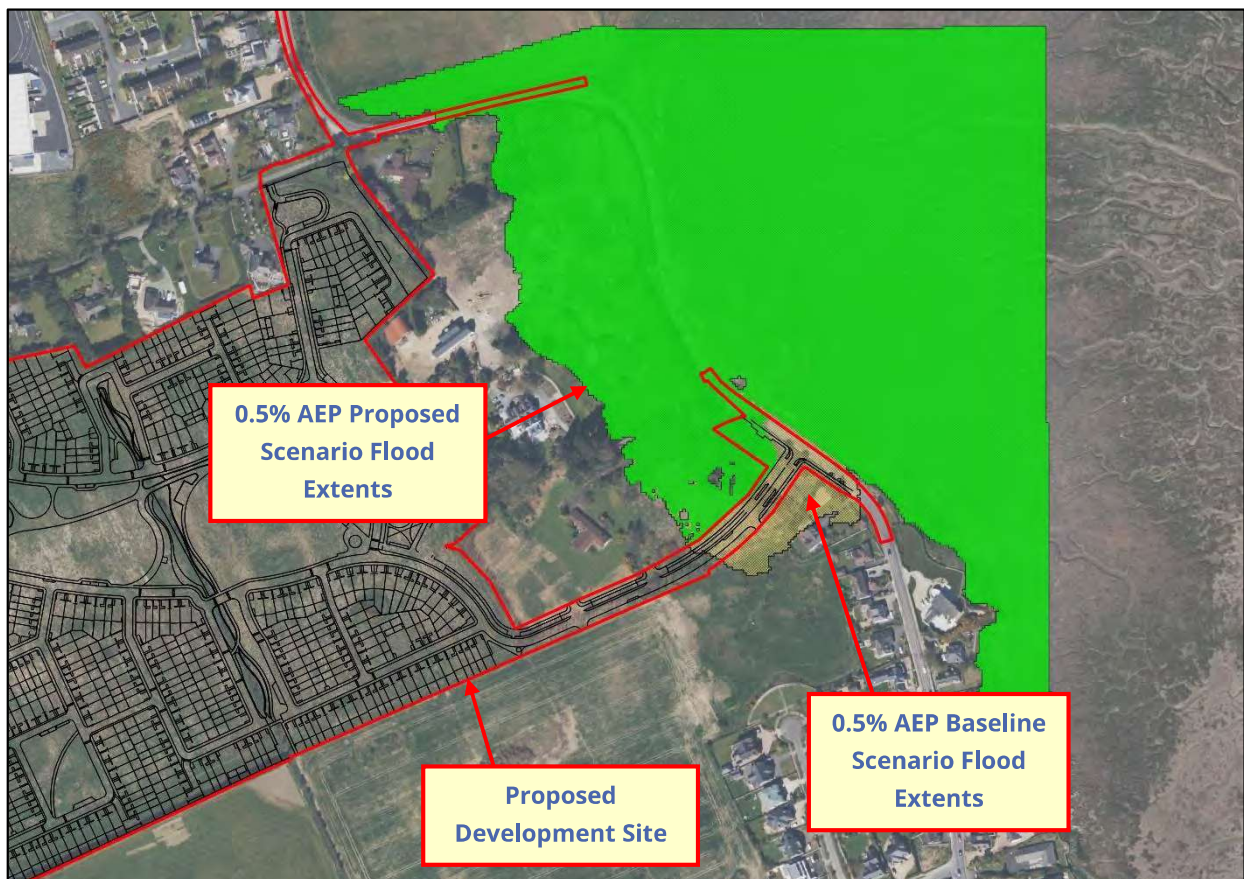 0.5% AEP Proposed
Scenario Flood
Extents
0.5% AEP Baseline
Scenario Flood
Extents
Proposed
Development Site